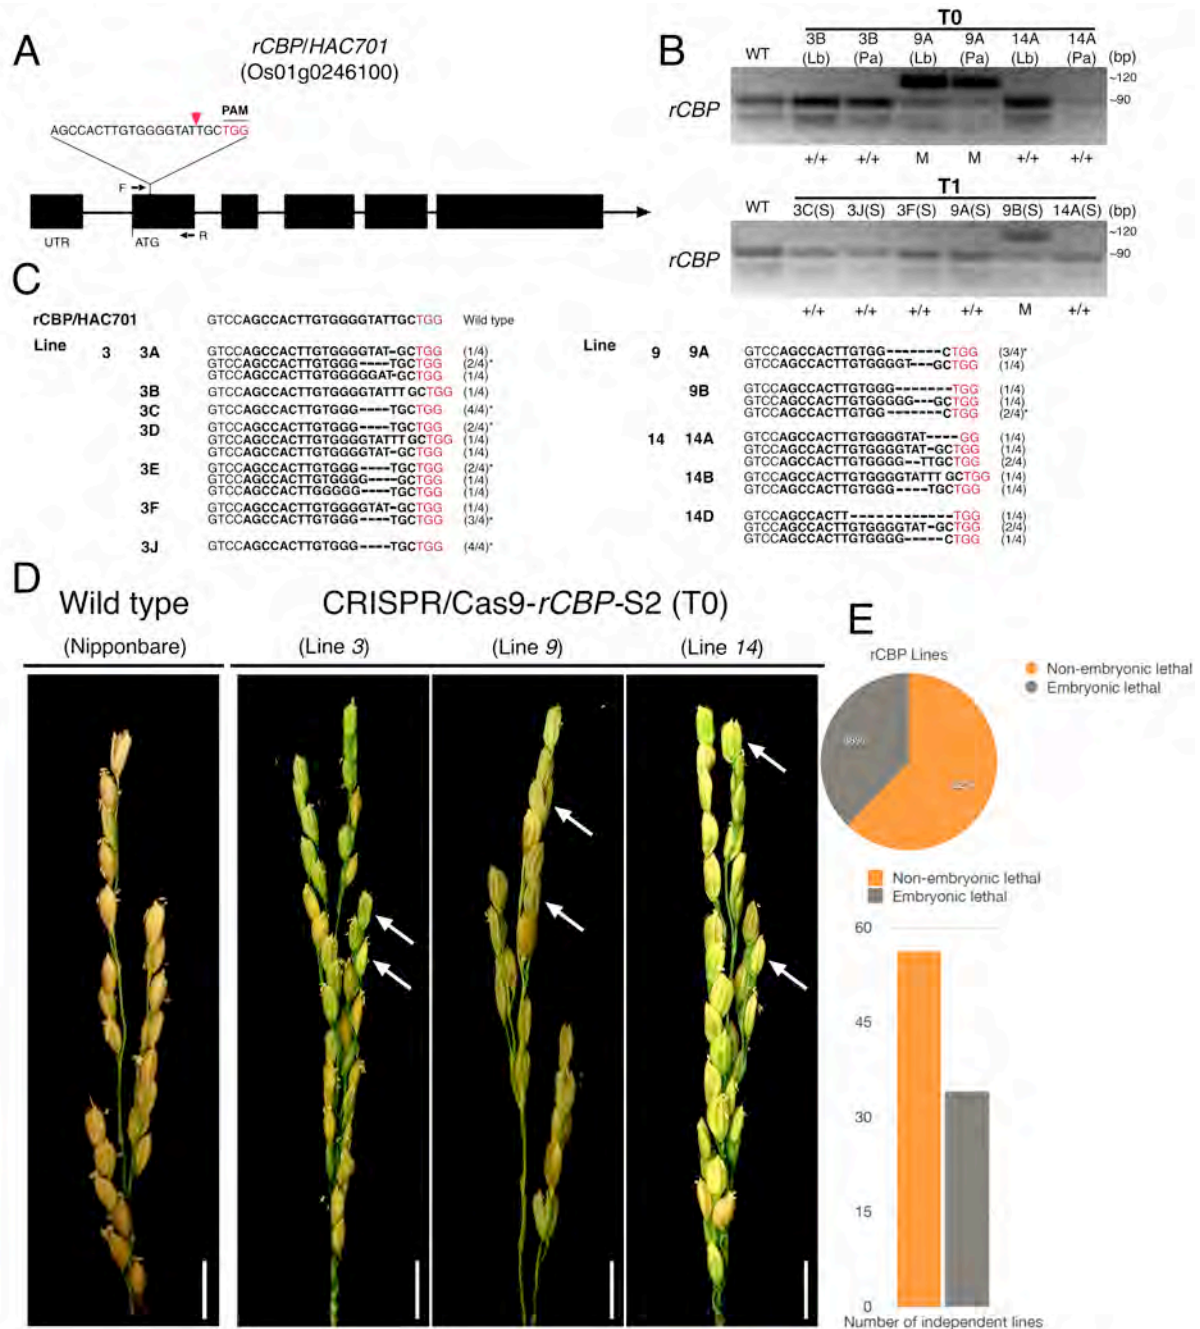 A
rCBP/HAC701
(Os01g0246100)
PAM
AGCCACTTGTGGGGTATTGCTGG
F
R
UTR
ATG
B
T0
WT
3B (Lb)
3B (Pa)
9A (Lb)
9A (Pa)
14A (Lb)
14A (Pa)
(bp)
~120
~90
rCBP
+/+ +/+ M M +/+ +/+
T1
WT 3C(S) 3J(S) 3F(S) 9A(S) 9B(S) 14A(S) (bp)
~120
~90
rCBP
+/+ +/+ +/+ +/+ M +/+
C
rCBP/HAC701 GTCCAGCCACTTGTGGGGTATTGCTGG Wild type
Line 3 3A GTCCAGCCACTTGTGGGGTAT-GCTGG (1/4)
GTCCAGCCACTTGTGGG----TGCTGG (2/4)*
GTCCAGCCACTTGTGGGGGAT-GCTGG (1/4)
3B GTCCAGCCACTTGTGGGGTATTTGCTGG (1/4)
3C GTCCAGCCACTTGTGGG----TGCTGG (4/4)*
3D GTCCAGCCACTTGTGGG----TGCTGG (2/4)*
GTCCAGCCACTTGTGGGGTATTTGCTGG (1/4)
GTCCAGCCACTTGTGGGGTAT-GCTGG (1/4)
3E GTCCAGCCACTTGTGGG----TGCTGG (2/4)*
GTCCAGCCACTTGTGGGG-----GCTGG (1/4)
GTCCAGCCACTTGGGGG----TGCTGG (1/4)
3F GTCCAGCCACTTGTGGGGTAT-GCTGG (1/4)
GTCCAGCCACTTGTGGG----TGCTGG (3/4)*
3J GTCCAGCCACTTGTGGG----TGCTGG (4/4)*
Line 9 9A GTCCAGCCACTTGTGG-------CTGG (3/4)*
GTCCAGCCACTTGTGGGGT---GCTGG (1/4)
9B GTCCAGCCACTTGTGG--------TGG (1/4)
GTCCAGCCACTTGTGGGGG---GCTGG (1/4)
GTCCAGCCACTTGTGG-------CTGG (2/4)*
14 14A GTCCAGCCACTTGTGGGGTAT----GG (1/4)
GTCCAGCCACTTGTGGGGTAT-GCTGG (1/4)
GTCCAGCCACTTGTGGGG--TTGCTGG (2/4)
14B GTCCAGCCACTTGTGGGGTATTTGCTGG (1/4)
GTCCAGCCACTTGTGGGG----TGCTGG (1/4)
14D GTCCAGCCACTT------------TGG (1/4)
GTCCAGCCACTTGTGGGGTAT-GCTGG (2/4)
GTCCAGCCACTTGTGGGG-----CTGG (1/4)
D
Wild type
(Nipponbare)
CRISPR/Cas9-rCBP-S2 (T0)
(Line 3)
(Line 9)
(Line 14)
E
rCBP Lines
Non-embryonic lethal
Embryonic lethal
Non-embryonic lethal
Embryonic lethal
60
45
30
15
0
Number of independent lines